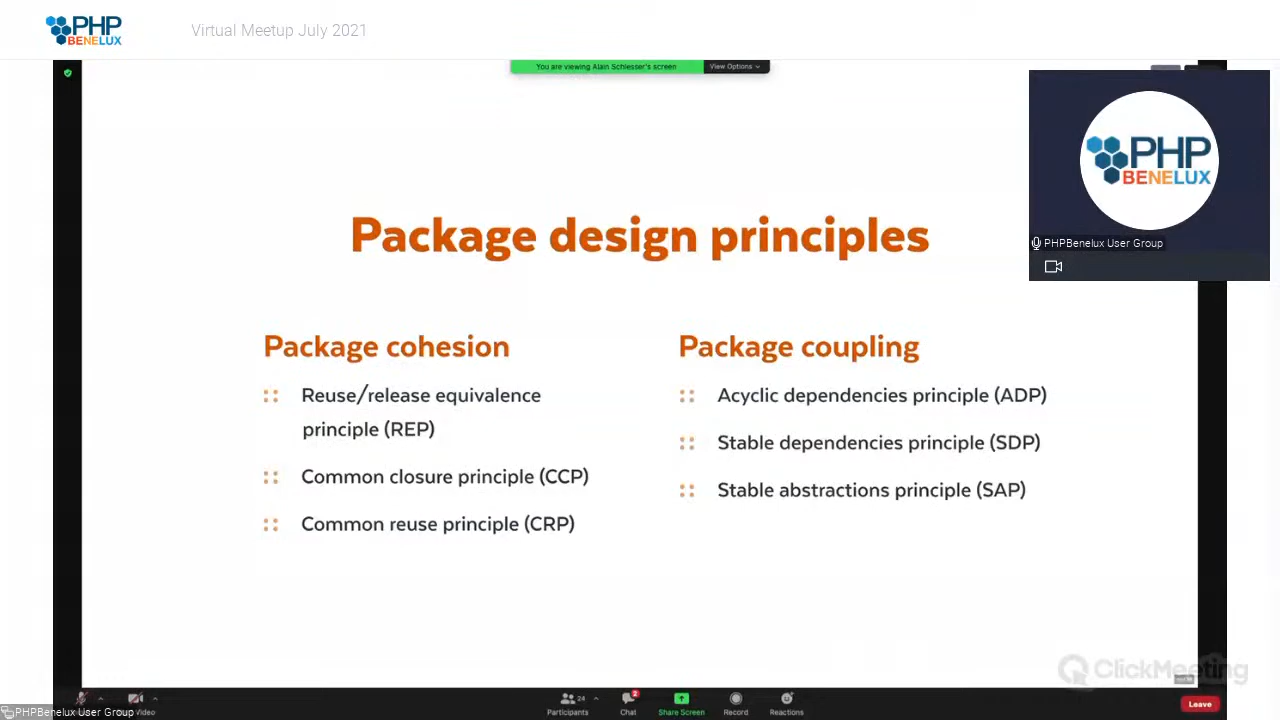 PHP
BENELUX
Virtual Meetup July 2021
You are viewing Alain Schlesser's screen
View Options
PHP
BENELUX
PHPBenelux User Group
Package design principles
Package cohesion
Reuse/release equivalence
principle (REP)
Common closure principle (CCP)
Common reuse principle (CRP)
Package coupling
Acyclic dependencies principle (ADP)
Stable dependencies principle (SDP)
Stable abstractions principle (SAP)
ClickMeeting
PHPBenelux User Group
Video
24
Participants
2
Chat
Share Screen
Record
Reactions
Leave